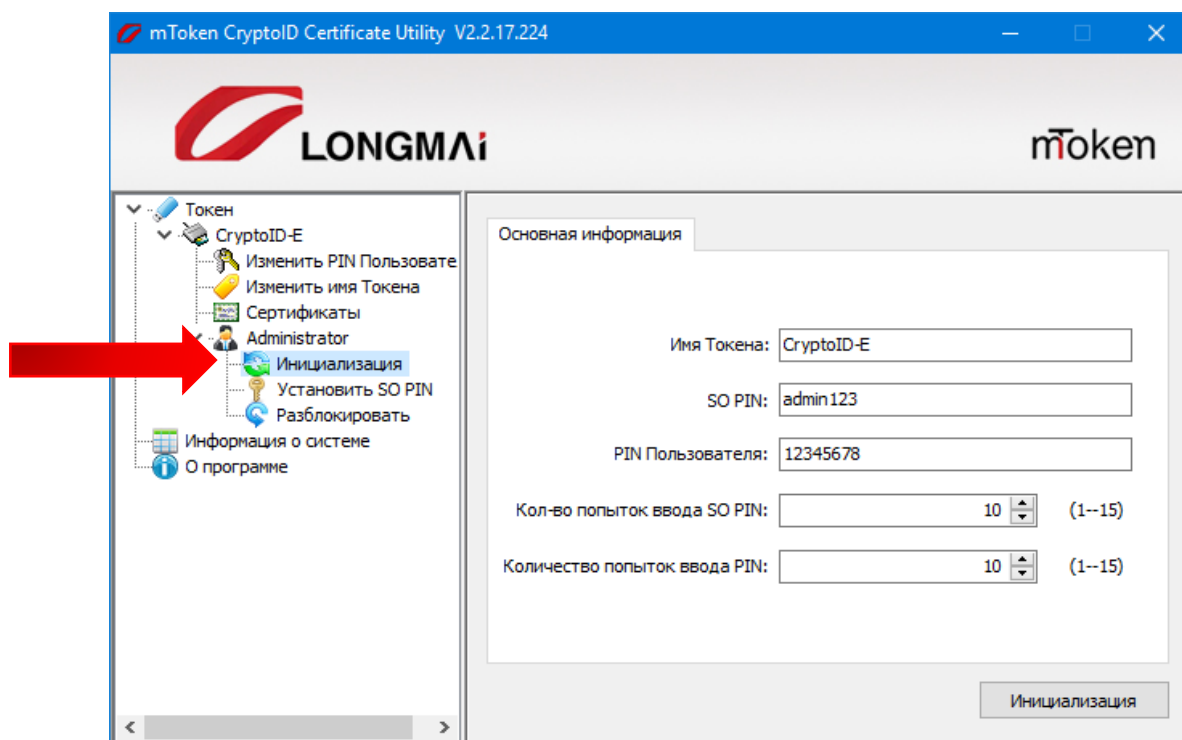 mToken CryptoID Certificate Utility V2.2.17.224
LONGMAi
mToken
Токен
CryptoID-E
Изменить PIN Пользовате
Изменить имя Токена
Сертификаты
Administrator
Инициализация
Установить SO PIN
Разблокировать
Информация о системе
О программе
Основная информация
Имя Токена: CryptoID-E
SO PIN: admin123
PIN Пользователя: 12345678
Кол-во попыток ввода SO PIN: 10 (1--15)
Количество попыток ввода PIN: 10 (1--15)
Инициализация